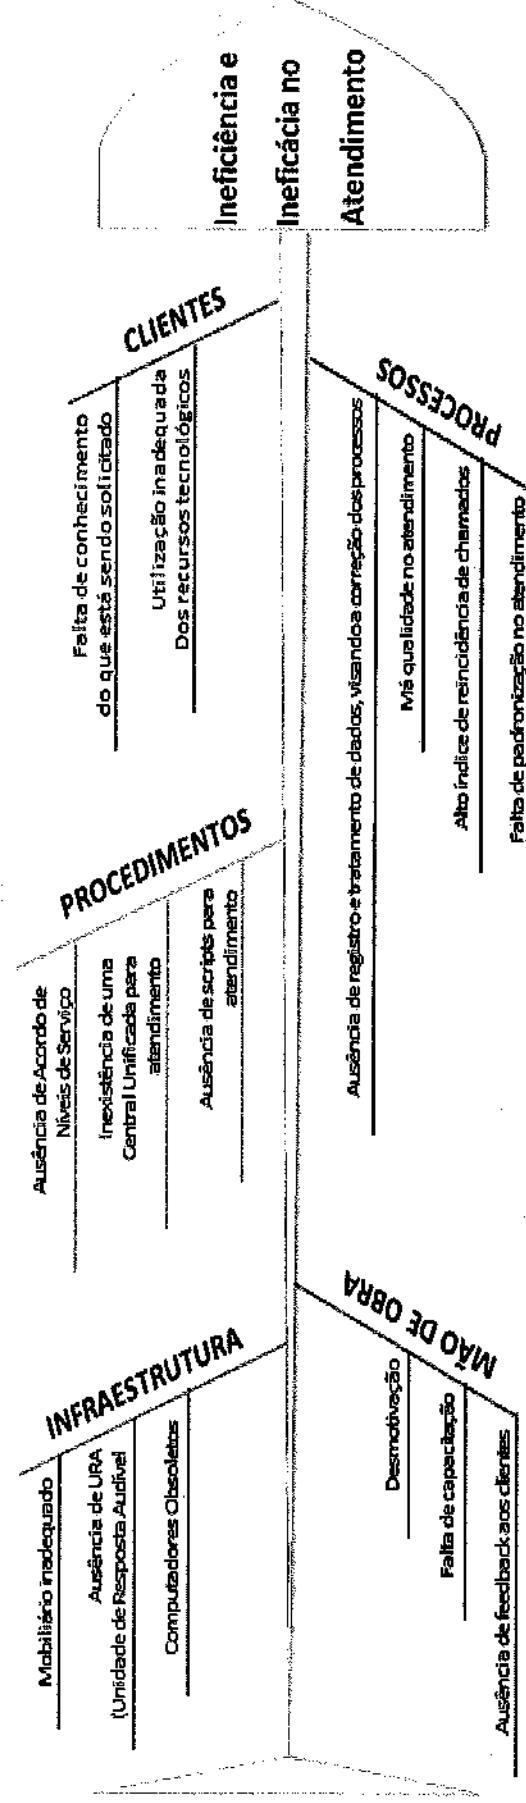 INFRAESTRUTURA
Mobiliário inadequado
Ausência de URA
(Unidade de Resposta Audível
Computadores Obsoletos
PROCEDIMENTOS
Ausência de Acordo de
Níveis de Serviço
Inexistência de uma
Central Unificada para
atendimento
Ausência de scripts para
atendimento
CLIENTES
Falta de conhecimento
do que está sendo solicitado
Utilização inadequada
Dos recursos tecnológicos
Ineficiência e
Ineficácia no
Atendimento
MÃO DE OBRA
Desmotivação
Falta de capacitação
Ausência de feedback aos clientes
PROCESSOS
Ausência de registro e tratamento de dados, visando a correção dos processos
Má qualidade no atendimento
Alto índice de reincidência de chamados
Falta de padronização no atendimento